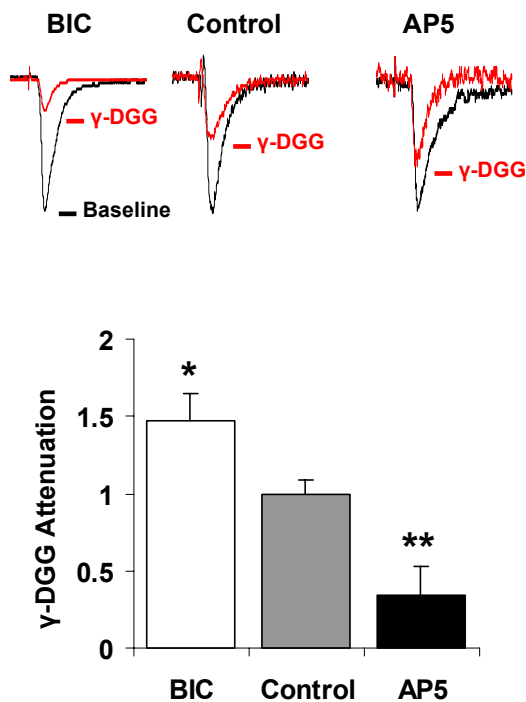 BIC Control AP5
γ-DGG
γ-DGG
γ-DGG
Baseline
2
*
1.5
1
**
0.5
0
γ-DGG Attenuation
BIC Control AP5